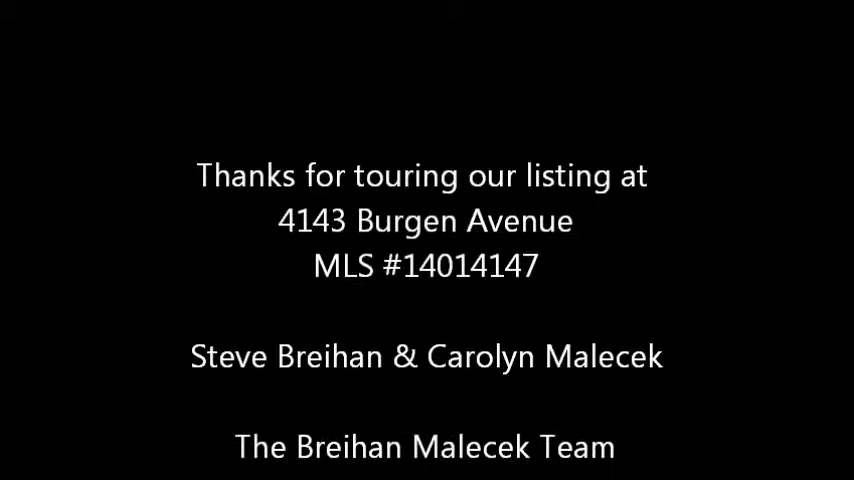 Thanks for touring our listing at
4143 Burgen Avenue
MLS #14014147
Steve Breihan & Carolyn Malecek
The Breihan Malecek Team